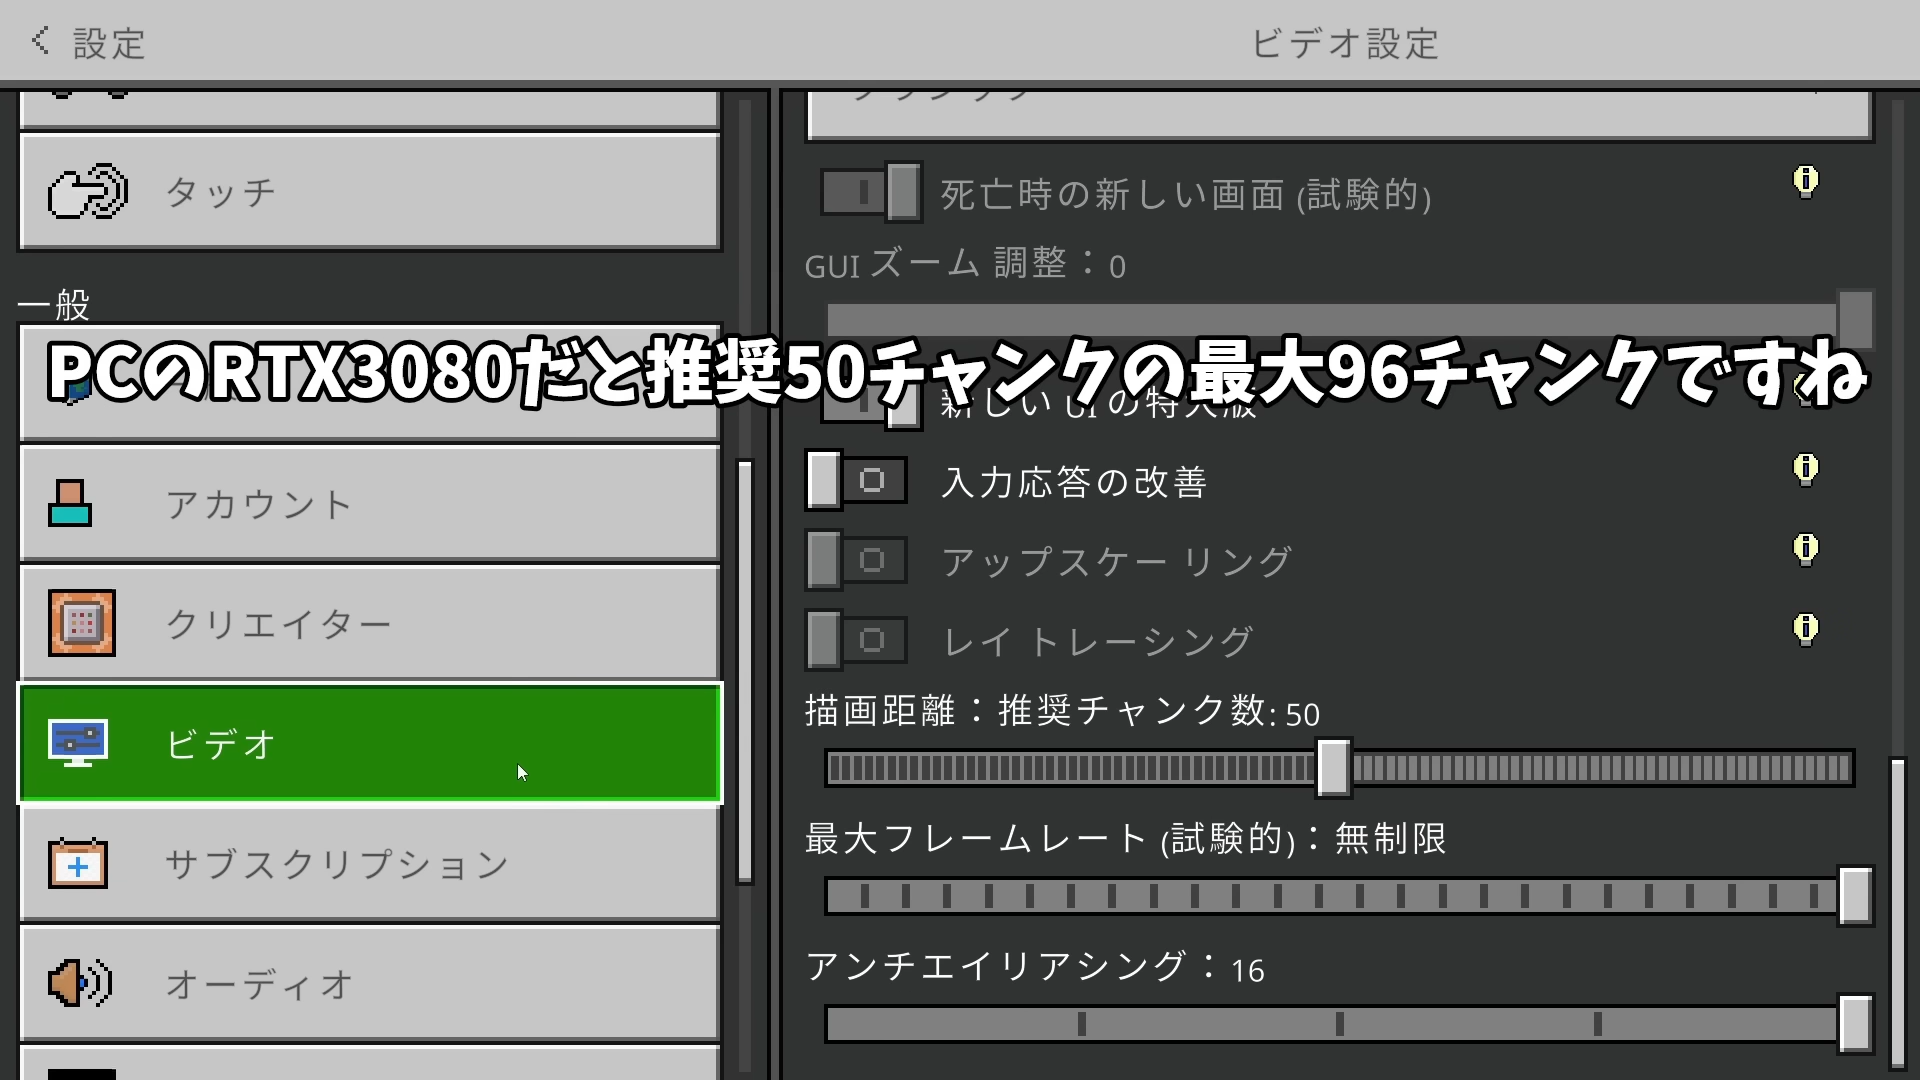 設定
ビデオ設定
タッチ
死亡時の新しい画面 (試験的)
GUI ズーム 調整：0
一般
PCのRTX3080だと推奨50チャンクの最大96チャンクですね
新しい UI の特大版
アカウント
入力応答の改善
アップスケー リング
クリエイター
レイ トレーシング
ビデオ
描画距離：推奨チャンク数: 50
最大フレームレート (試験的)：無制限
サブスクリプション
アンチエイリアシング：16
オーディオ